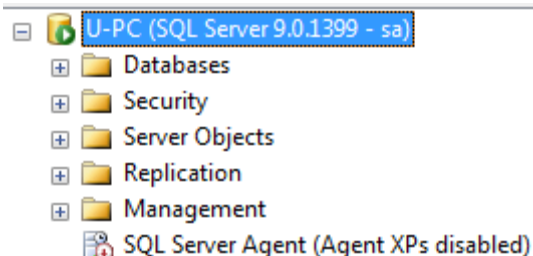 U-PC (SQL Server 9.0.1399 - sa)
Databases
Security
Server Objects
Replication
Management
SQL Server Agent (Agent XPs disabled)